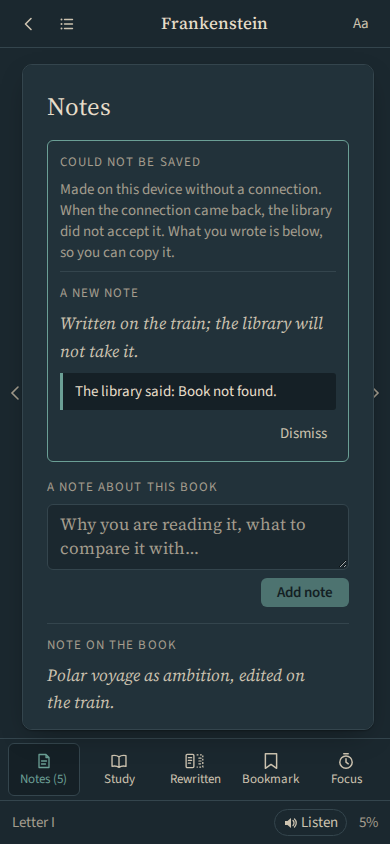 Frankenstein
Aa
Notes
COULD NOT BE SAVED
Made on this device without a connection.
When the connection came back, the library
did not accept it. What you wrote is below,
so you can copy it.
A NEW NOTE
Written on the train; the library will
not take it.
The library said: Book not found.
Dismiss
A NOTE ABOUT THIS BOOK
Why you are reading it, what to
compare it with...
Add note
NOTE ON THE BOOK
Polar voyage as ambition, edited on
the train.
Notes (5)
Study
Rewritten
Bookmark
Focus
Letter I
Listen
5%